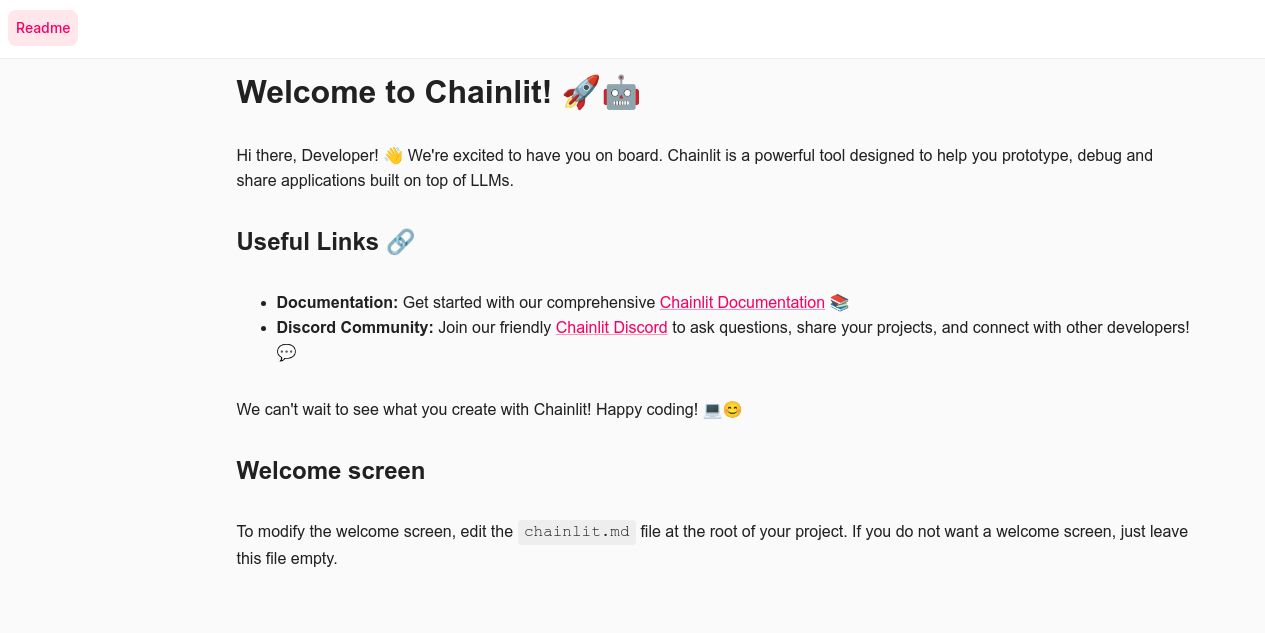 Readme
Welcome to Chainlit! 🚀🤖
Hi there, Developer! 👋 We're excited to have you on board. Chainlit is a powerful tool designed to help you prototype, debug and
share applications built on top of LLMs.
Useful Links 🔗
• Documentation: Get started with our comprehensive Chainlit Documentation 📚
• Discord Community: Join our friendly Chainlit Discord to ask questions, share your projects, and connect with other developers!
💬
We can't wait to see what you create with Chainlit! Happy coding! 💻😊
Welcome screen
To modify the welcome screen, edit the chainlit.md file at the root of your project. If you do not want a welcome screen, just leave
this file empty.